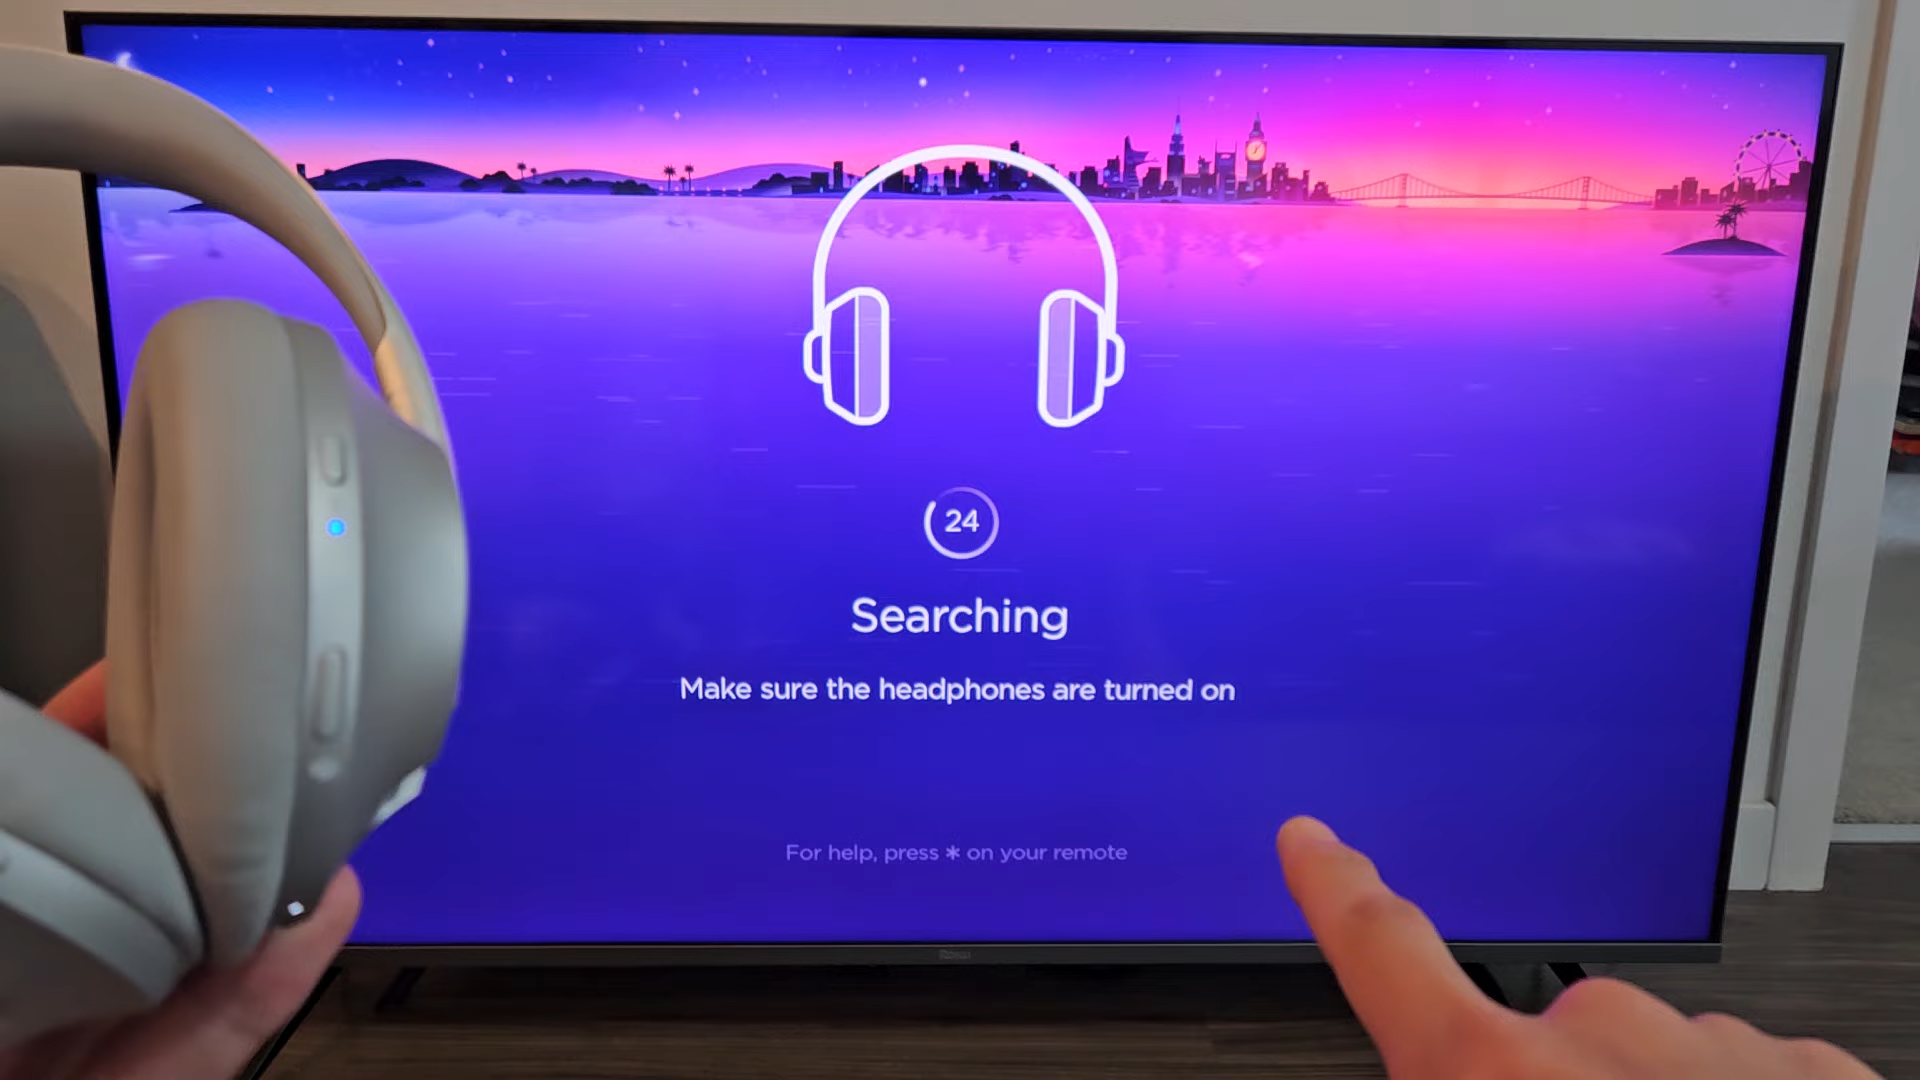 24
Searching
Make sure the headphones are turned on
For help, press * on your remote